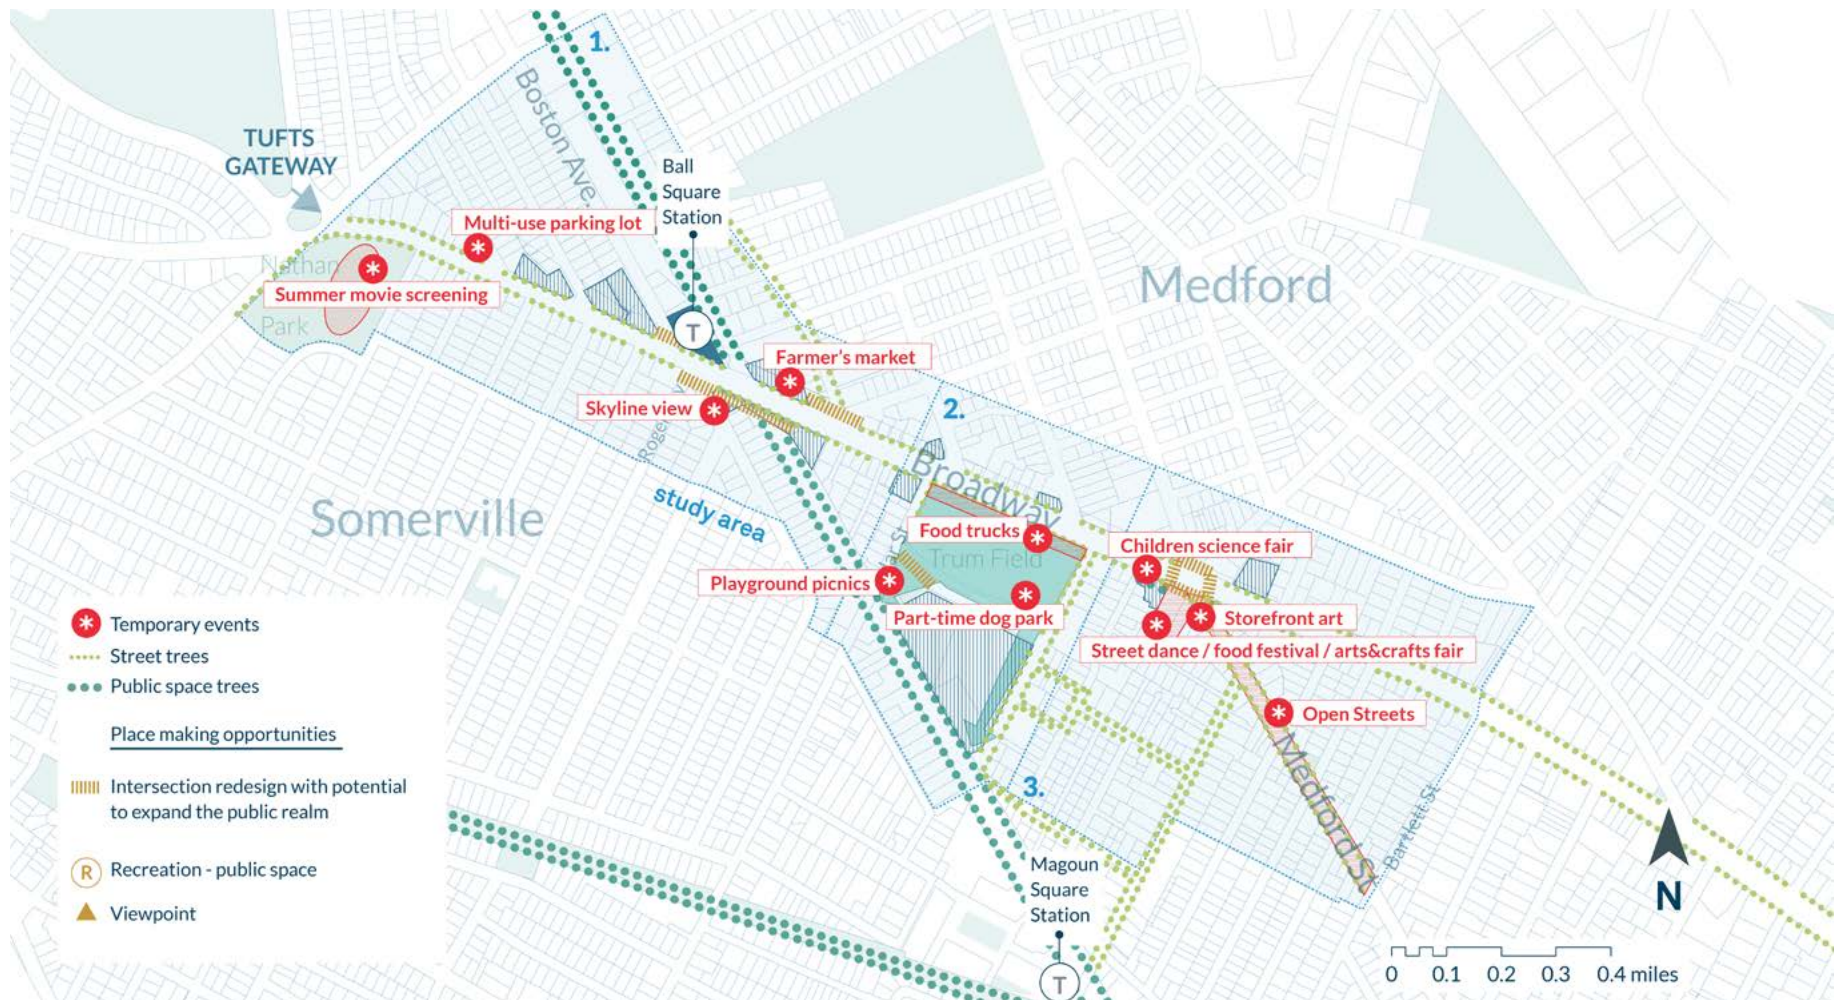 1.
Boston Ave.
TUFTS
GATEWAY
Ball
Square
Station
Multi-use parking lot
Nathan
Summer movie screening
Park
Medford
T
Farmer's market
Skyline view
2.
Broadway
study area
Somerville
Food trucks
Trum Field
Children science fair
Playground picnics
Part-time dog park
Storefront art
Street dance / food festival / arts&crafts fair
Open Streets
Medford St
Bartlett St
3.
Magoun
Square
Station
T
Temporary events
Street trees
Public space trees
Place making opportunities
Intersection redesign with potential
to expand the public realm
R
Recreation - public space
Viewpoint
N
0 0.1 0.2 0.3 0.4 miles